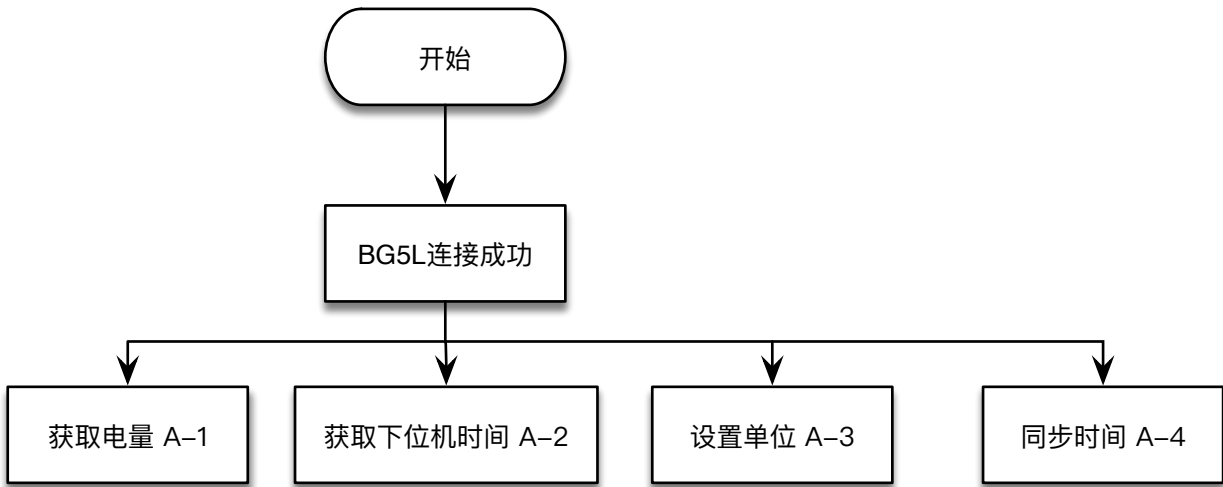 开始
BG5L连接成功
获取电量 A–1
获取下位机时间 A–2
设置单位 A–3
同步时间 A–4